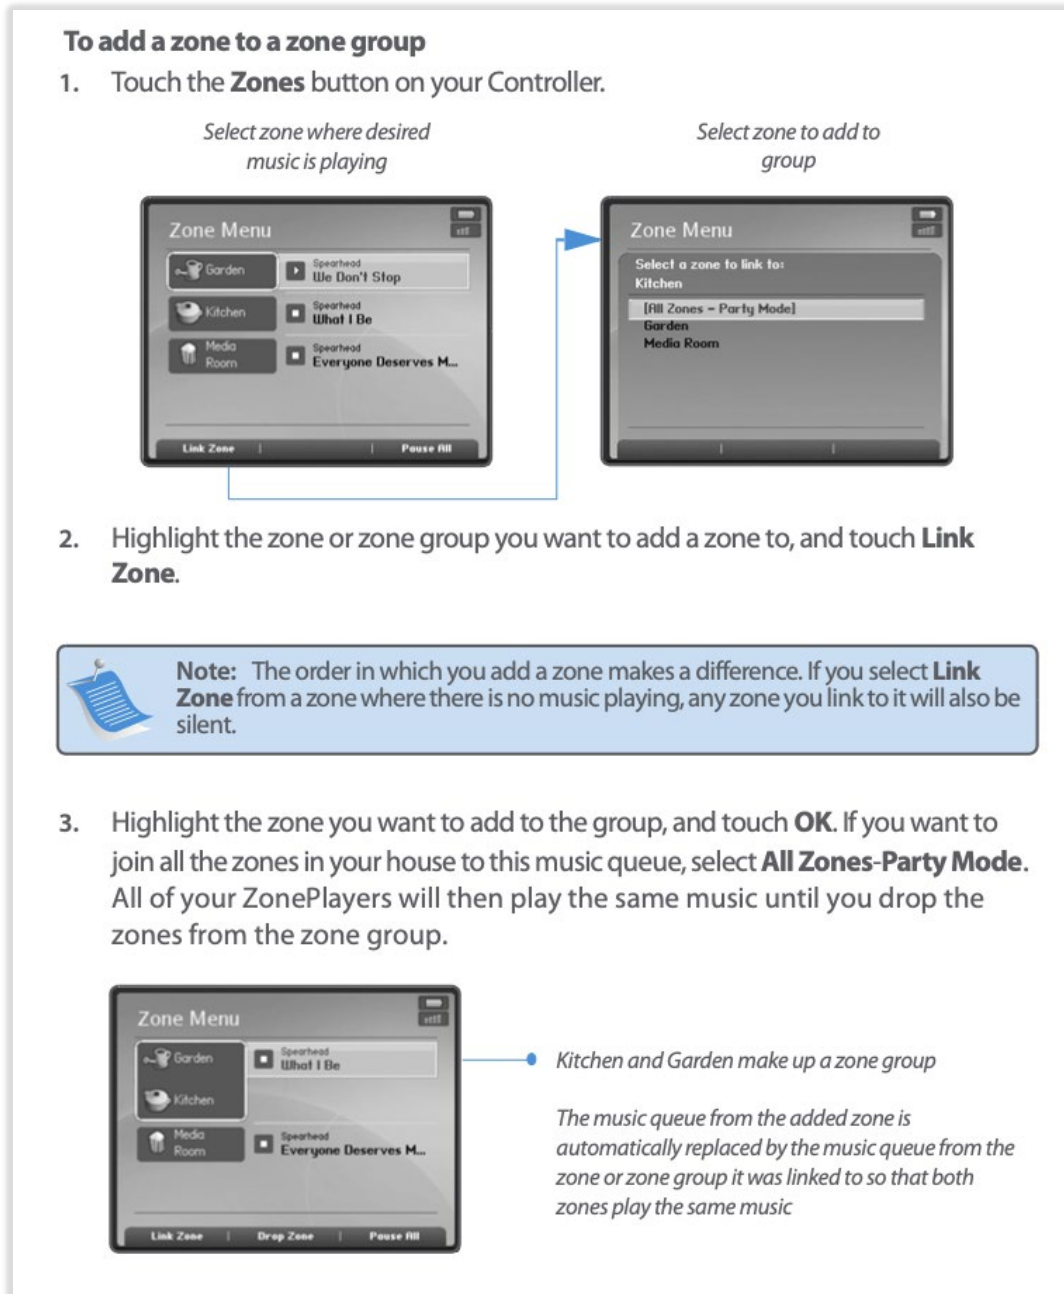 To add a zone to a zone group
1. Touch the Zones button on your Controller.
Select zone where desired
music is playing
Select zone to add to
group
Zone Menu
Garden
Spearhead
We Don't Stop
Kitchen
Spearhead
What I Be
Media
Room
Spearhead
Everyone Deserves M...
Link Zone | | Pause All
Zone Menu
Select a zone to link to:
Kitchen
[All Zones – Party Mode]
Garden
Media Room
2. Highlight the zone or zone group you want to add a zone to, and touch Link
Zone.
Note: The order in which you add a zone makes a difference. If you select Link
Zone from a zone where there is no music playing, any zone you link to it will also be
silent.
3. Highlight the zone you want to add to the group, and touch OK. If you want to
join all the zones in your house to this music queue, select All Zones-Party Mode.
All of your ZonePlayers will then play the same music until you drop the
zones from the zone group.
Zone Menu
Garden
Spearhead
What I Be
Kitchen
Media
Room
Spearhead
Everyone Deserves M...
Link Zone | Drop Zone | Pause All
Kitchen and Garden make up a zone group
The music queue from the added zone is
automatically replaced by the music queue from the
zone or zone group it was linked to so that both
zones play the same music